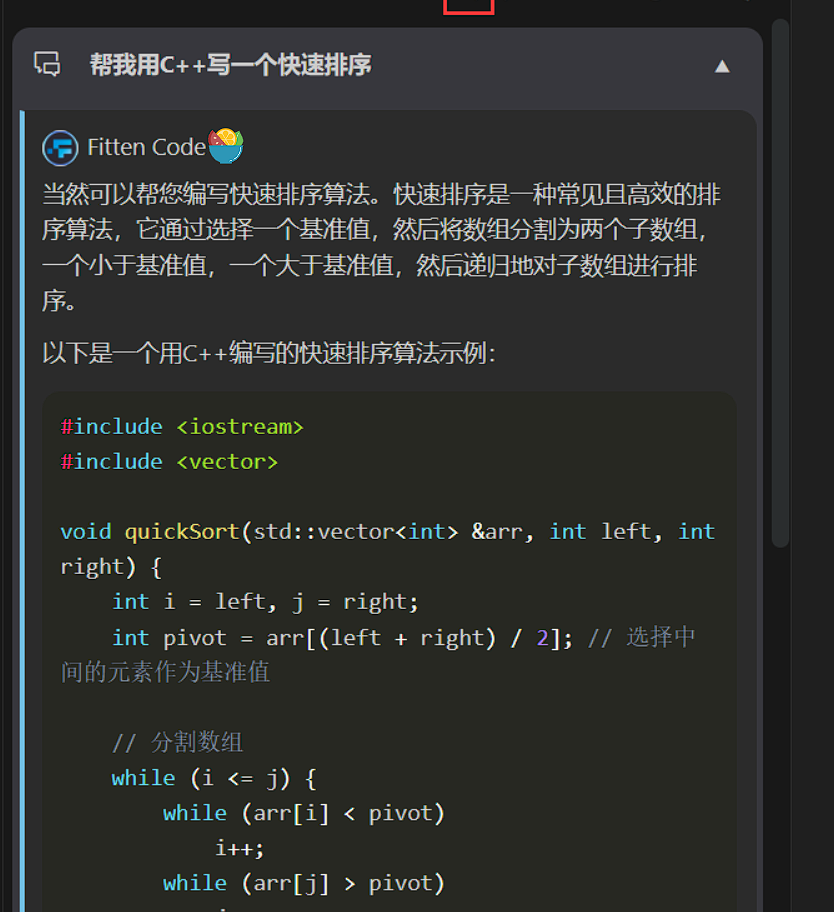 帮我用C++写一个快速排序
Fitten Code
当然可以帮您编写快速排序算法。快速排序是一种常见且高效的排
序算法，它通过选择一个基准值，然后将数组分割为两个子数组，
一个小于基准值，一个大于基准值，然后递归地对子数组进行排
序。
以下是一个用C++编写的快速排序算法示例：
#include <iostream>
#include <vector>
void quickSort(std::vector<int> &arr, int left, int
right) {
    int i = left, j = right;
    int pivot = arr[(left + right) / 2]; // 选择中
间的元素作为基准值
    // 分割数组
    while (i <= j) {
        while (arr[i] < pivot)
            i++;
        while (arr[j] > pivot)